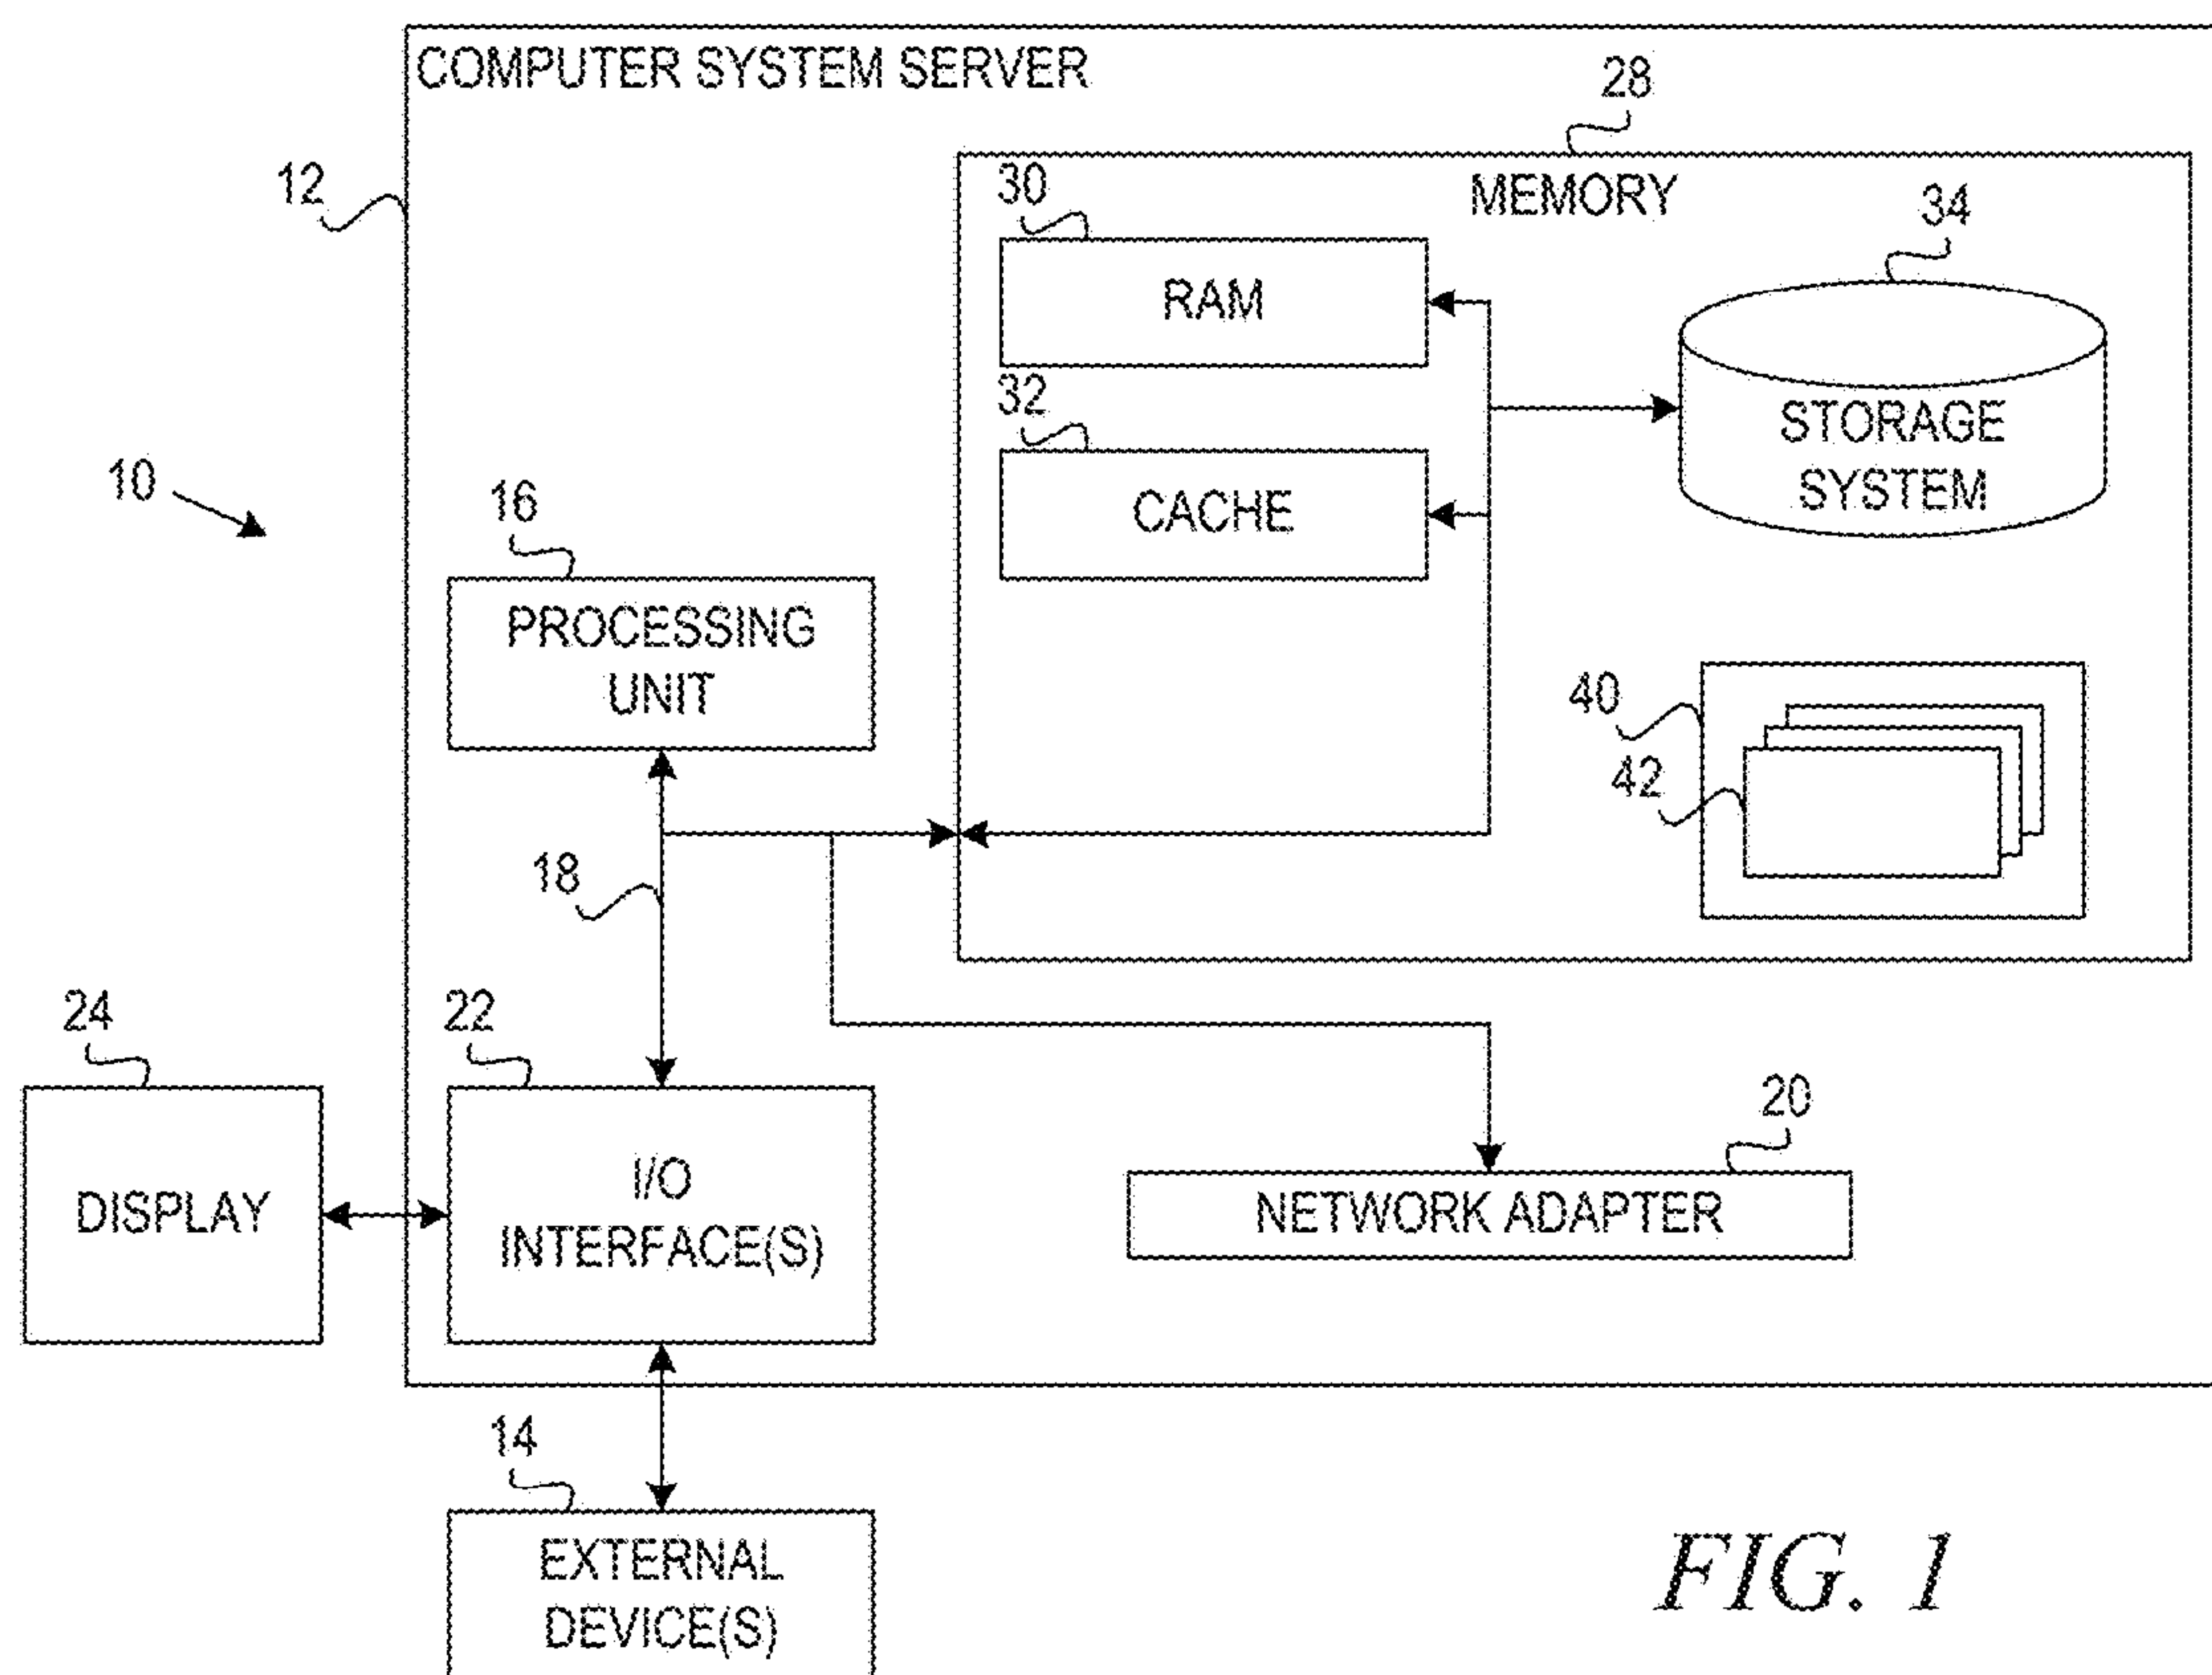 COMPUTER SYSTEM SERVER
28
12
30
MEMORY
34
RAM
32
STORAGE
SYSTEM
CACHE
10
16
PROCESSING
UNIT
40
42
18
24
22
20
DISPLAY
I/O
INTERFACE(S)
NETWORK ADAPTER
14
EXTERNAL
DEVICE(S)
FIG. 1